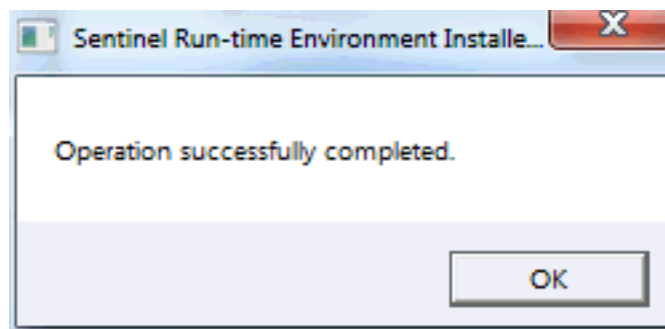 Sentinel Run-time Environment Installe...
Operation successfully completed.
OK